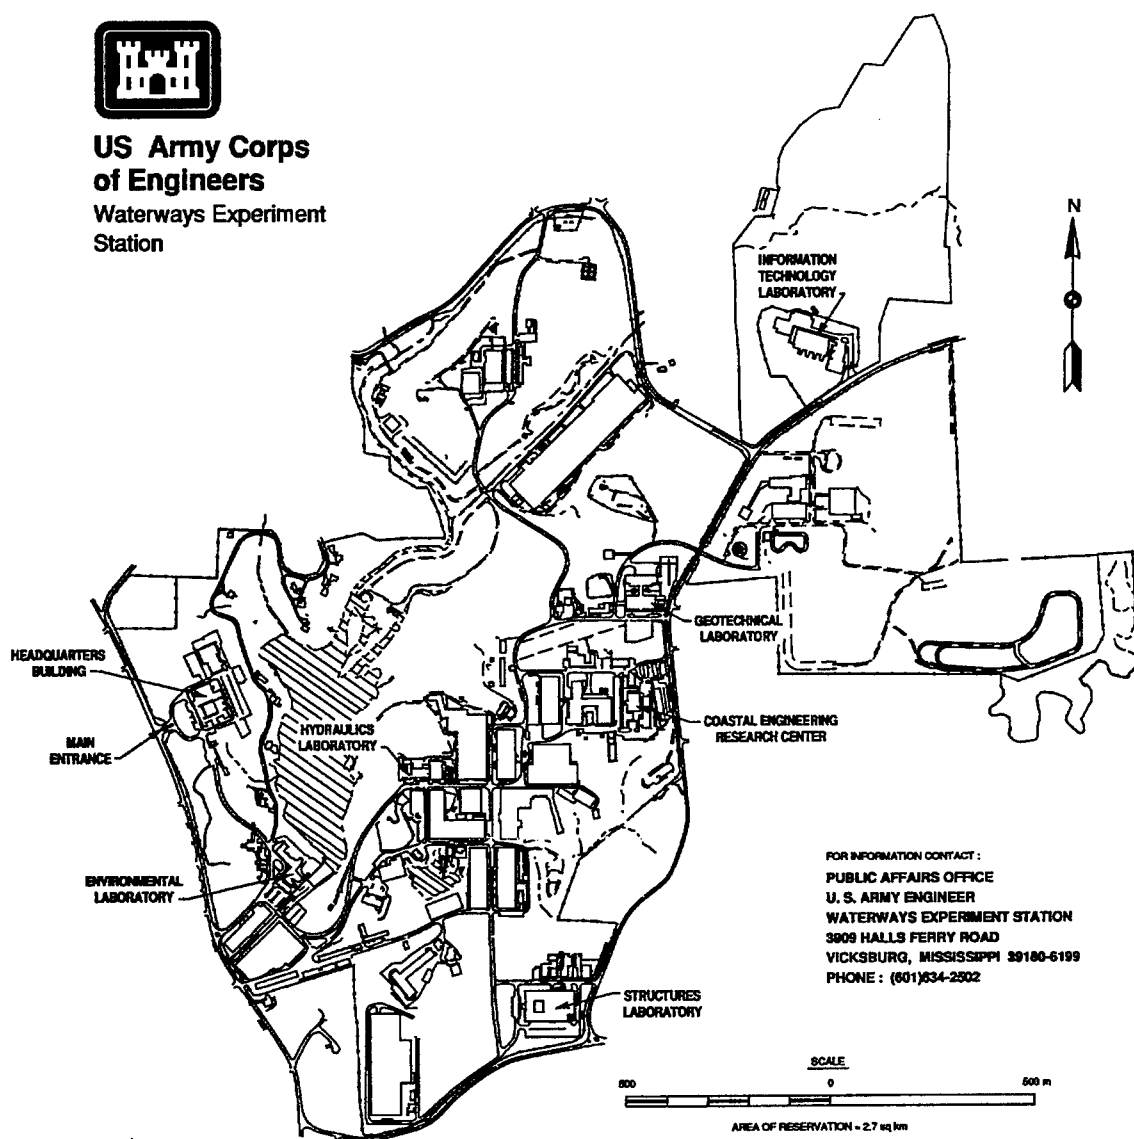 US Army Corps
of Engineers
Waterways Experiment
Station
N
INFORMATION
TECHNOLOGY
LABORATORY
GEOTECHNICAL
LABORATORY
HEADQUARTERS
BUILDING
MAIN
ENTRANCE
HYDRAULICS
LABORATORY
COASTAL ENGINEERING
RESEARCH CENTER
ENVIRONMENTAL
LABORATORY
STRUCTURES
LABORATORY
FOR INFORMATION CONTACT :
PUBLIC AFFAIRS OFFICE
U. S. ARMY ENGINEER
WATERWAYS EXPERIMENT STATION
3909 HALLS FERRY ROAD
VICKSBURG, MISSISSIPPI 39180-6199
PHONE : (601)634-2502
SCALE
500 0 500 m
AREA OF RESERVATION = 2.7 sq km